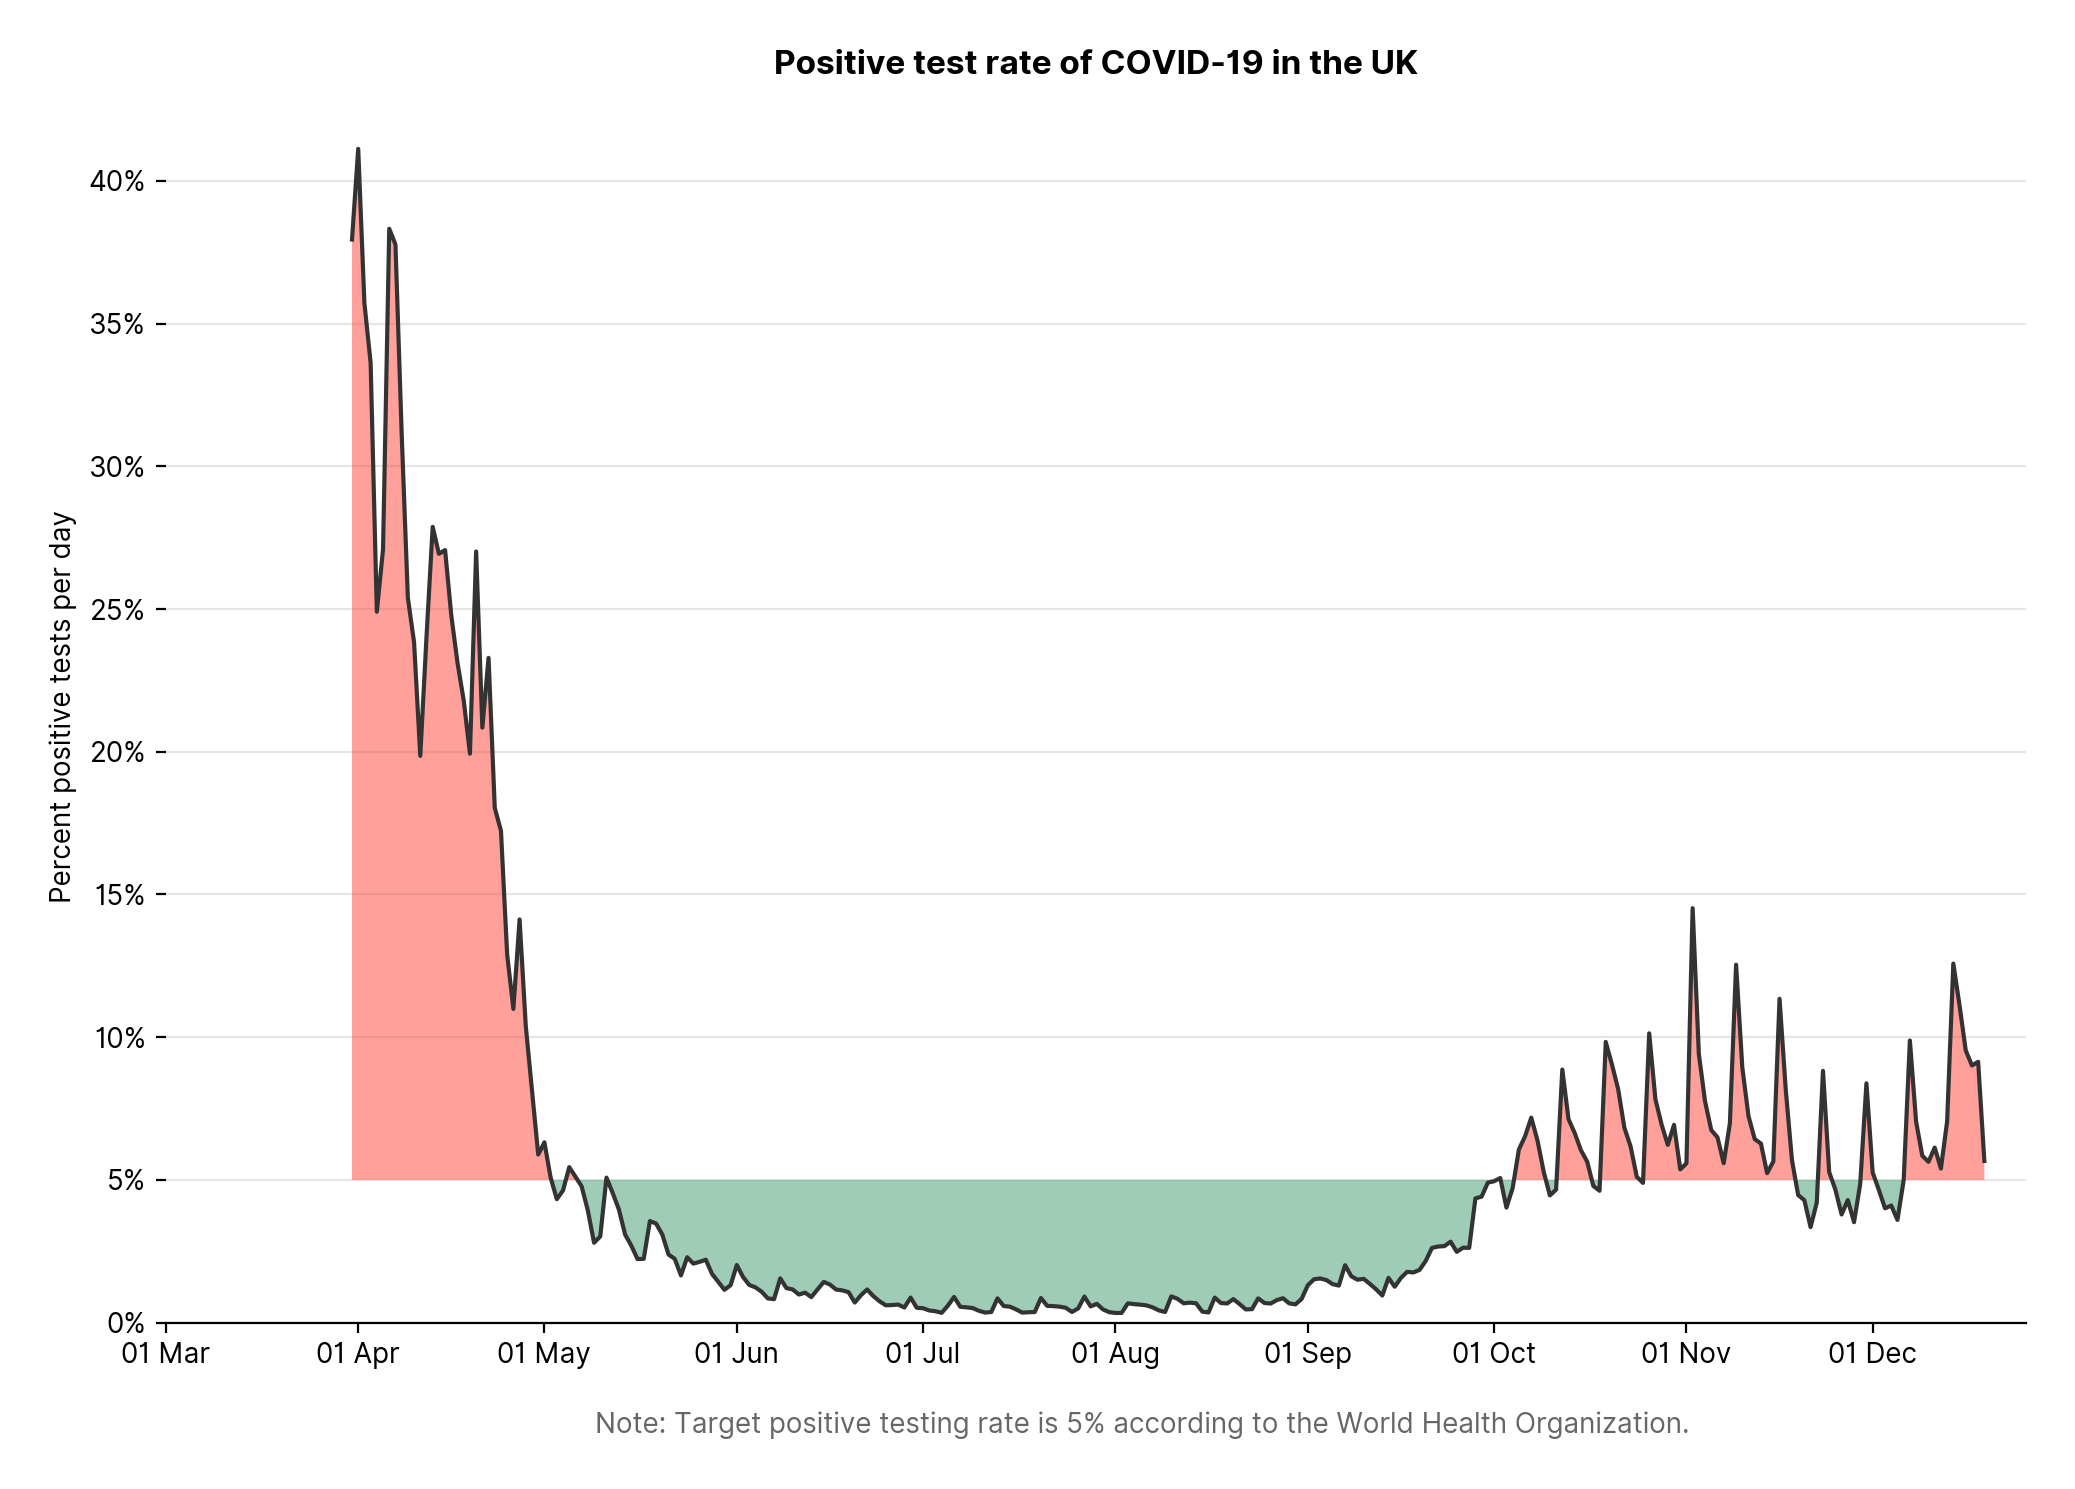 Positive test rate of COVID-19 in the UK
Percent positive tests per day
40%
35%
30%
25%
20%
15%
10%
5%
0%
01 Mar 01 Apr 01 May 01 Jun 01 Jul 01 Aug 01 Sep 01 Oct 01 Nov 01 Dec
Note: Target positive testing rate is 5% according to the World Health Organization.